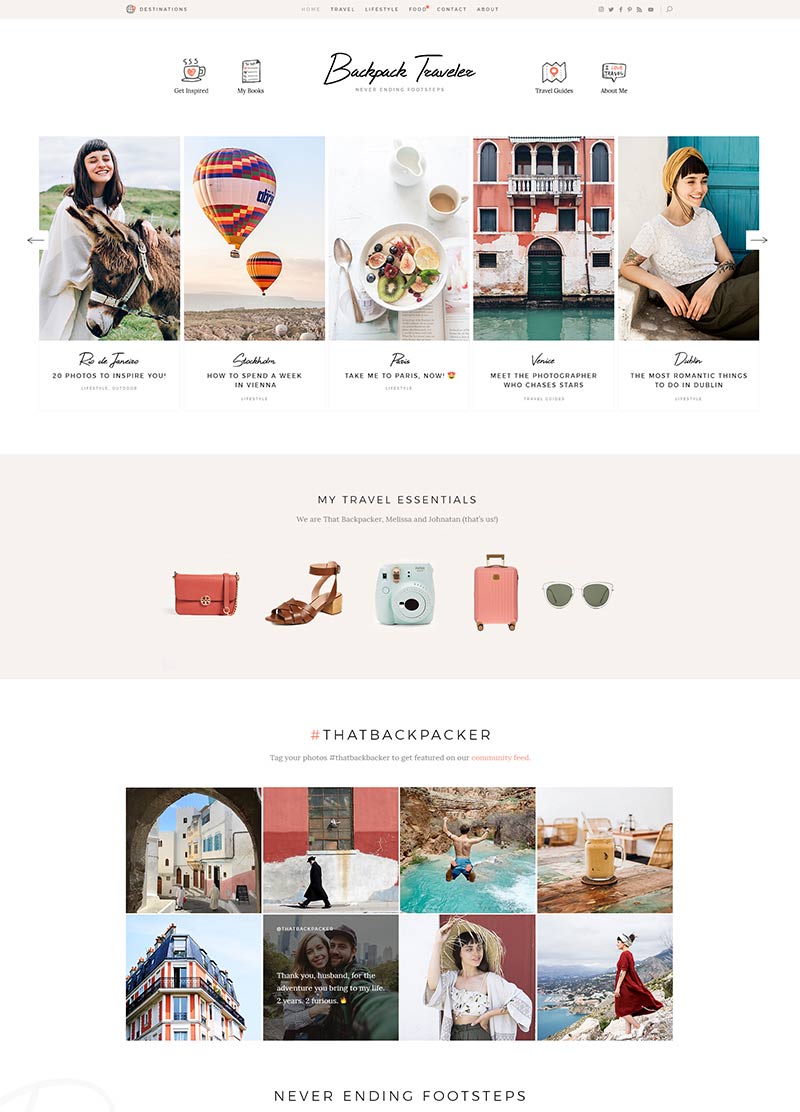 DESTINATIONS
HOME TRAVEL LIFESTYLE FOOD CONTACT ABOUT
Get Inspired
My Books
Backpack Traveler
NEVER ENDING FOOTSTEPS
I LOVE
TRAVEL
Travel Guides
About Me
Rio de Janeiro
20 PHOTOS TO INSPIRE YOU!
LIFESTYLE, OUTDOOR
Stockholm
HOW TO SPEND A WEEK
IN VIENNA
LIFESTYLE
Paris
TAKE ME TO PARIS, NOW! 😍
LIFESTYLE
Venice
MEET THE PHOTOGRAPHER
WHO CHASES STARS
TRAVEL GUIDES
Dublin
THE MOST ROMANTIC THINGS
TO DO IN DUBLIN
LIFESTYLE
MY TRAVEL ESSENTIALS
We are That Backpacker, Melissa and Johnatan (that's us!)
#THATBACKPACKER
Tag your photos #thatbackbacker to get featured on our community feed.
@THATBACKPACKER
Thank you, husband, for the
adventure you bring to my life.
2 years. 2 furious. 🔥
NEVER ENDING FOOTSTEPS